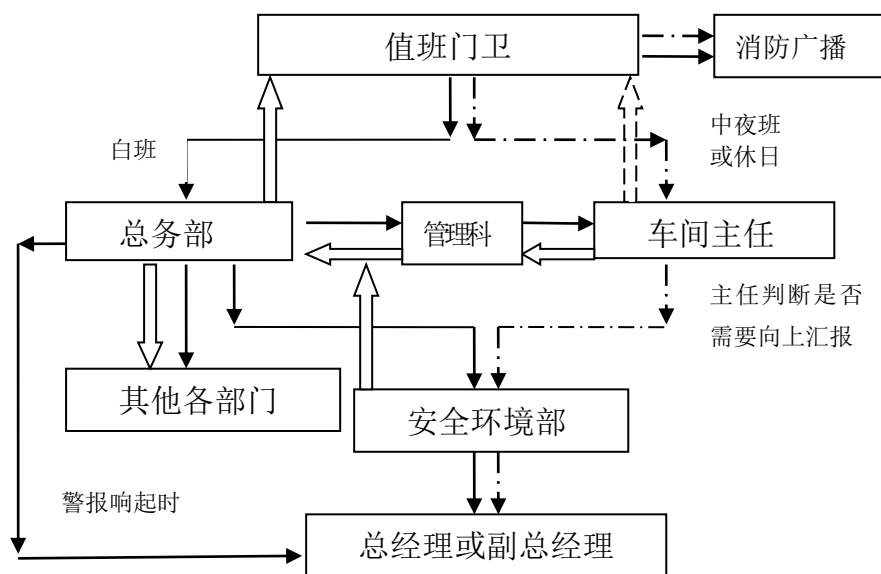 值班门卫
消防广播
白班
中夜班
或休日
总务部
管理科
车间主任
主任判断是否
需要向上汇报
其他各部门
安全环境部
警报响起时
总经理或副总经理